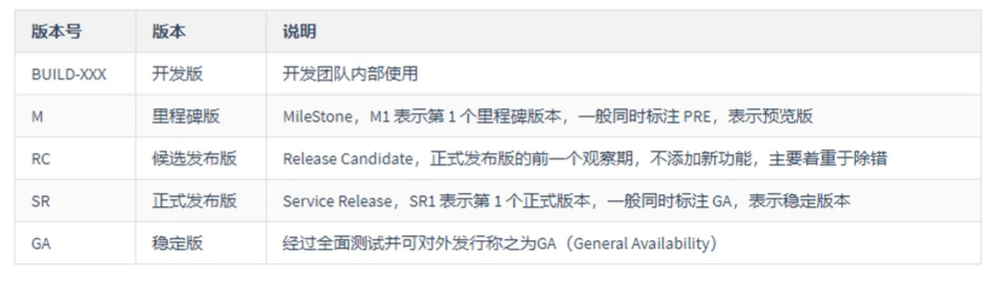 版本号 版本 说明
BUILD-XXX 开发版 开发团队内部使用
M 里程碑版 MileStone，M1 表示第 1 个里程碑版本，一般同时标注 PRE，表示预览版
RC 候选发布版 Release Candidate，正式发布版的前一个观察期，不添加新功能，主要着重于除错
SR 正式发布版 Service Release，SR1 表示第 1 个正式版本，一般同时标注 GA，表示稳定版本
GA 稳定版 经过全面测试并可对外发行称之为GA（General Availability）